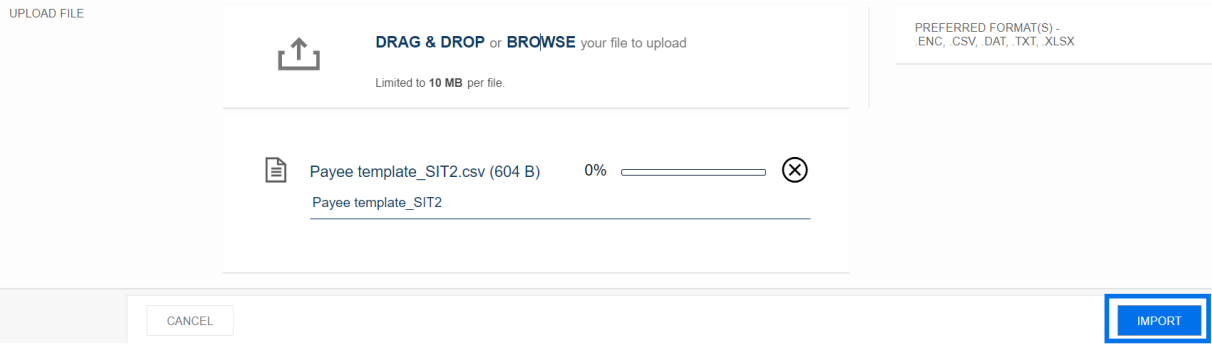 UPLOAD FILE
DRAG & DROP or BROWSE your file to upload
Limited to 10 MB per file.
PREFERRED FORMAT(S) -
.ENC, .CSV, .DAT, .TXT, .XLSX
Payee template_SIT2.csv (604 B) 0%
Payee template_SIT2
CANCEL IMPORT